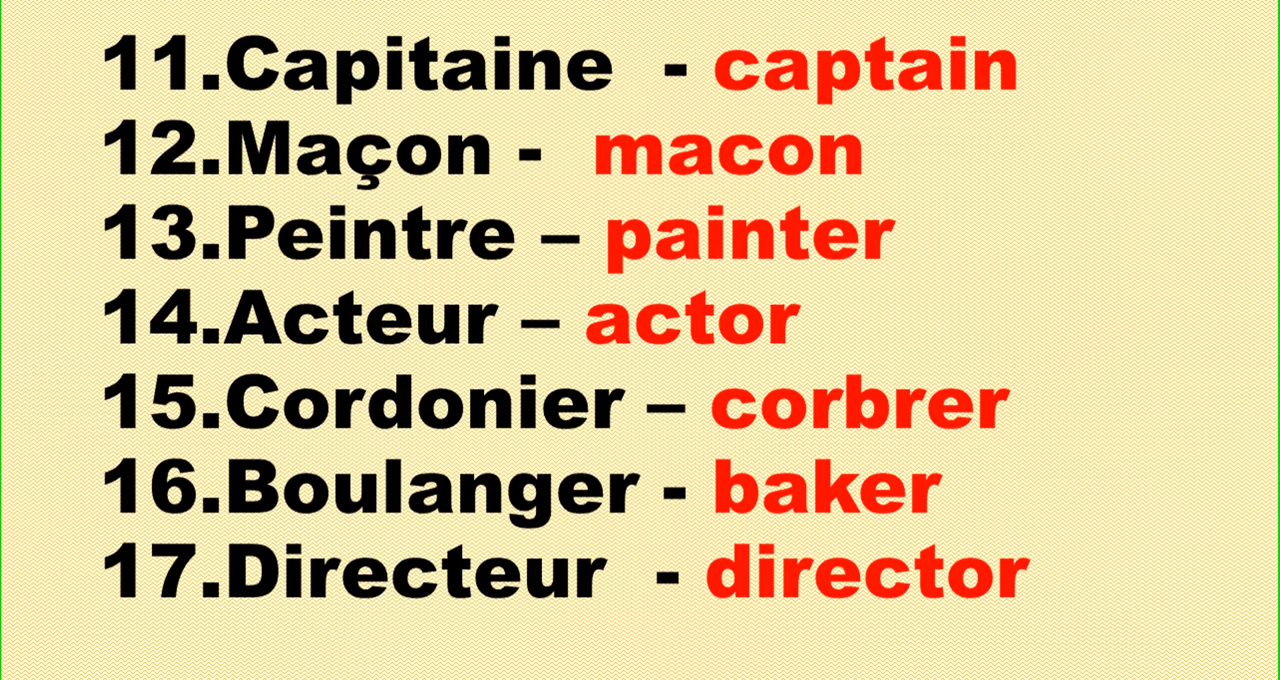 11.Capitaine - captain
12.Maçon - macon
13.Peintre – painter
14.Acteur – actor
15.Cordonier – corbrer
16.Boulanger - baker
17.Directeur - director